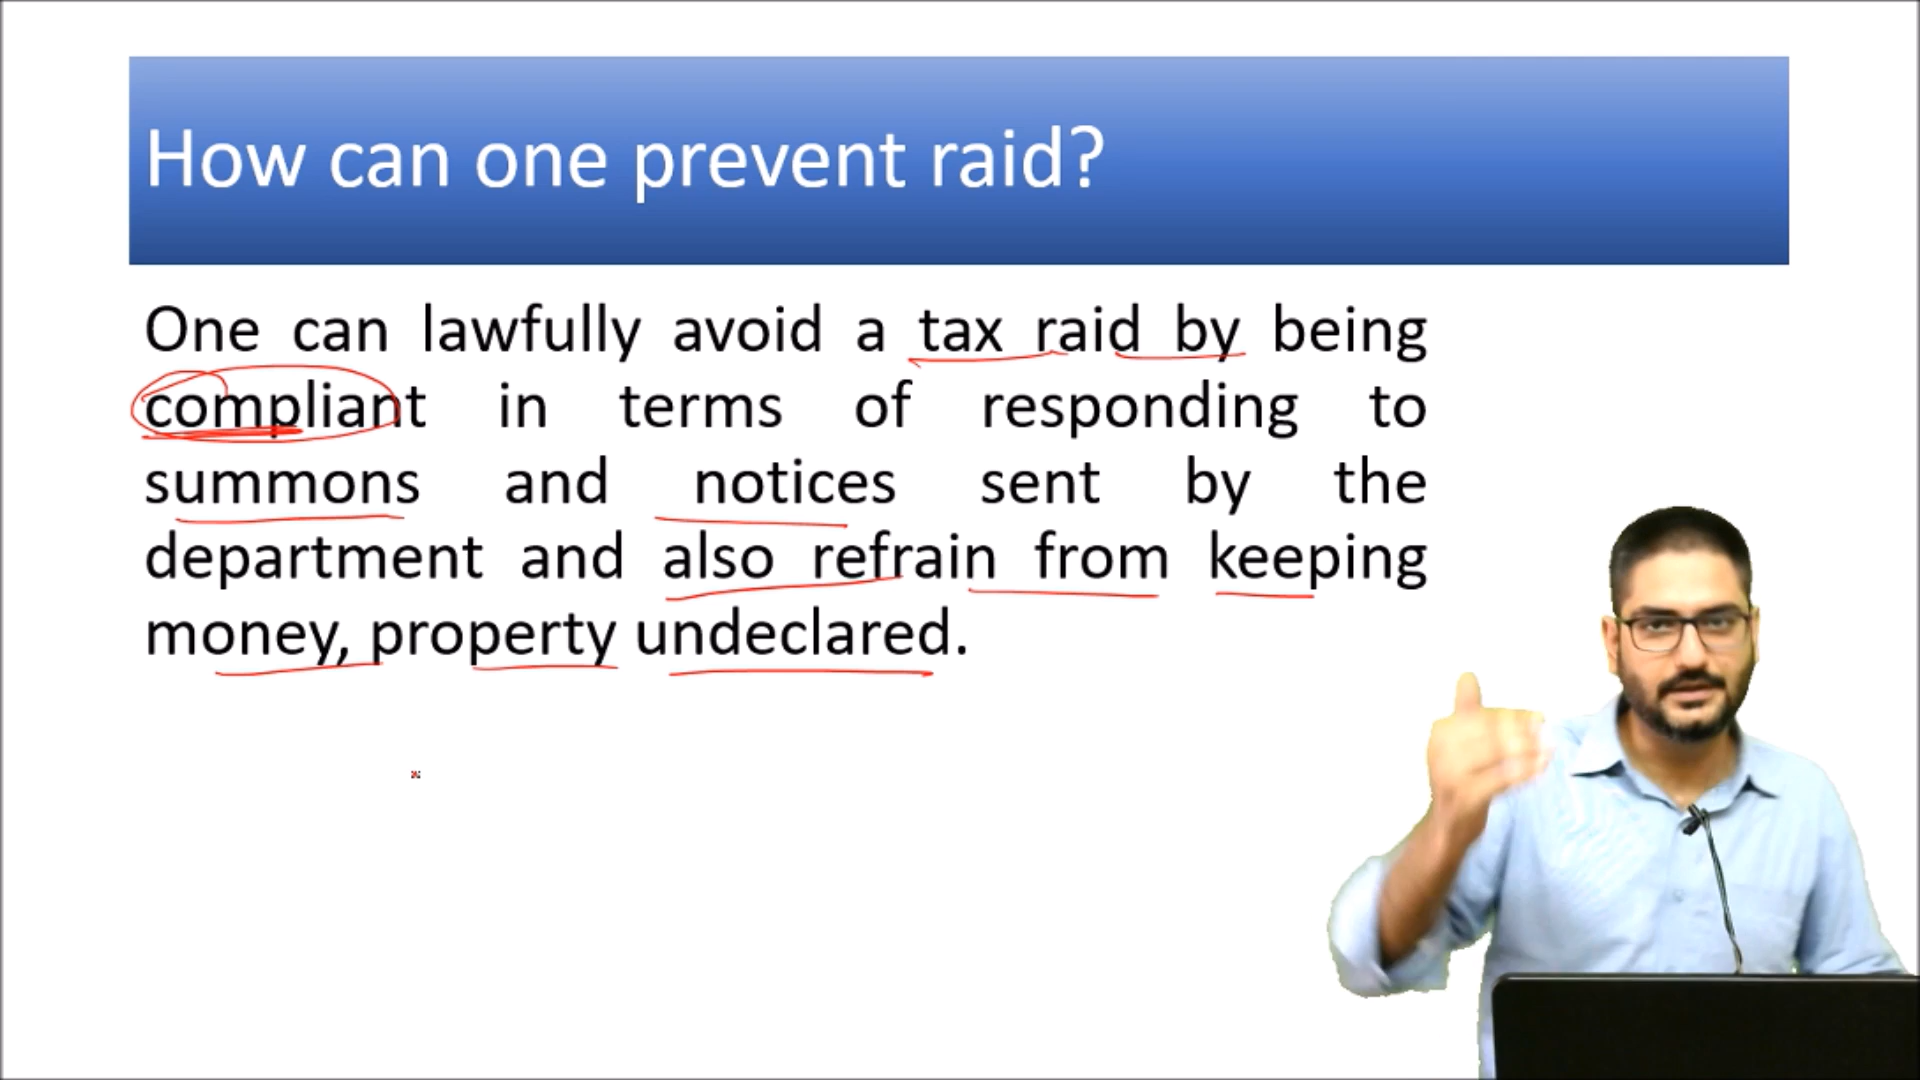 How can one prevent raid?
One can lawfully avoid a tax raid by being
compliant in terms of responding to
summons and notices sent by the
department and also refrain from keeping
money, property undeclared.